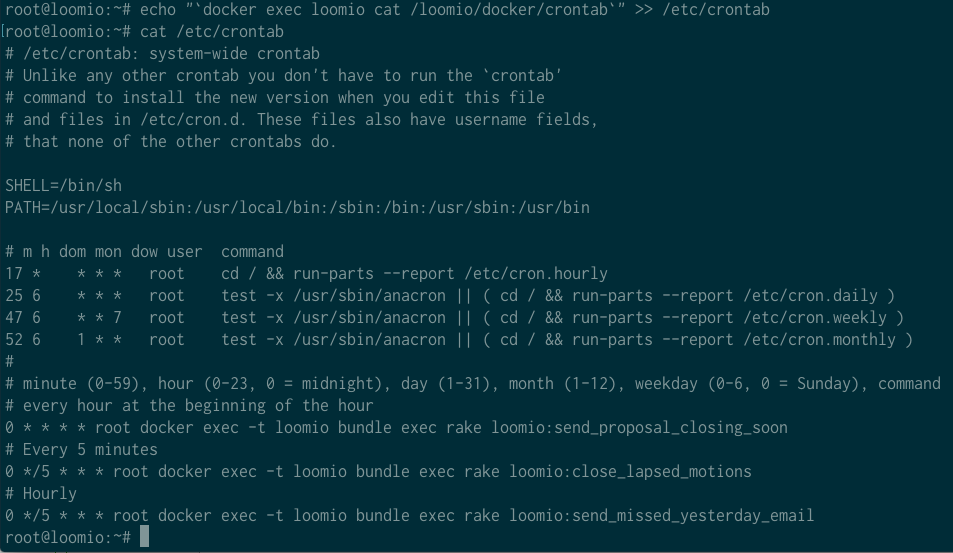 root@loomio:~# echo "`docker exec loomio cat /loomio/docker/crontab`" >> /etc/crontab
[root@loomio:~# cat /etc/crontab
# /etc/crontab: system-wide crontab
# Unlike any other crontab you don't have to run the `crontab'
# command to install the new version when you edit this file
# and files in /etc/cron.d. These files also have username fields,
# that none of the other crontabs do.
SHELL=/bin/sh
PATH=/usr/local/sbin:/usr/local/bin:/sbin:/bin:/usr/sbin:/usr/bin
# m h dom mon dow user  command
17 *    * * *   root    cd / && run-parts --report /etc/cron.hourly
25 6    * * *   root    test -x /usr/sbin/anacron || ( cd / && run-parts --report /etc/cron.daily )
47 6    * * 7   root    test -x /usr/sbin/anacron || ( cd / && run-parts --report /etc/cron.weekly )
52 6    1 * *   root    test -x /usr/sbin/anacron || ( cd / && run-parts --report /etc/cron.monthly )
#
# minute (0-59), hour (0-23, 0 = midnight), day (1-31), month (1-12), weekday (0-6, 0 = Sunday), command
# every hour at the beginning of the hour
0 * * * * root docker exec -t loomio bundle exec rake loomio:send_proposal_closing_soon
# Every 5 minutes
0 */5 * * * root docker exec -t loomio bundle exec rake loomio:close_lapsed_motions
# Hourly
0 */5 * * * root docker exec -t loomio bundle exec rake loomio:send_missed_yesterday_email
root@loomio:~#